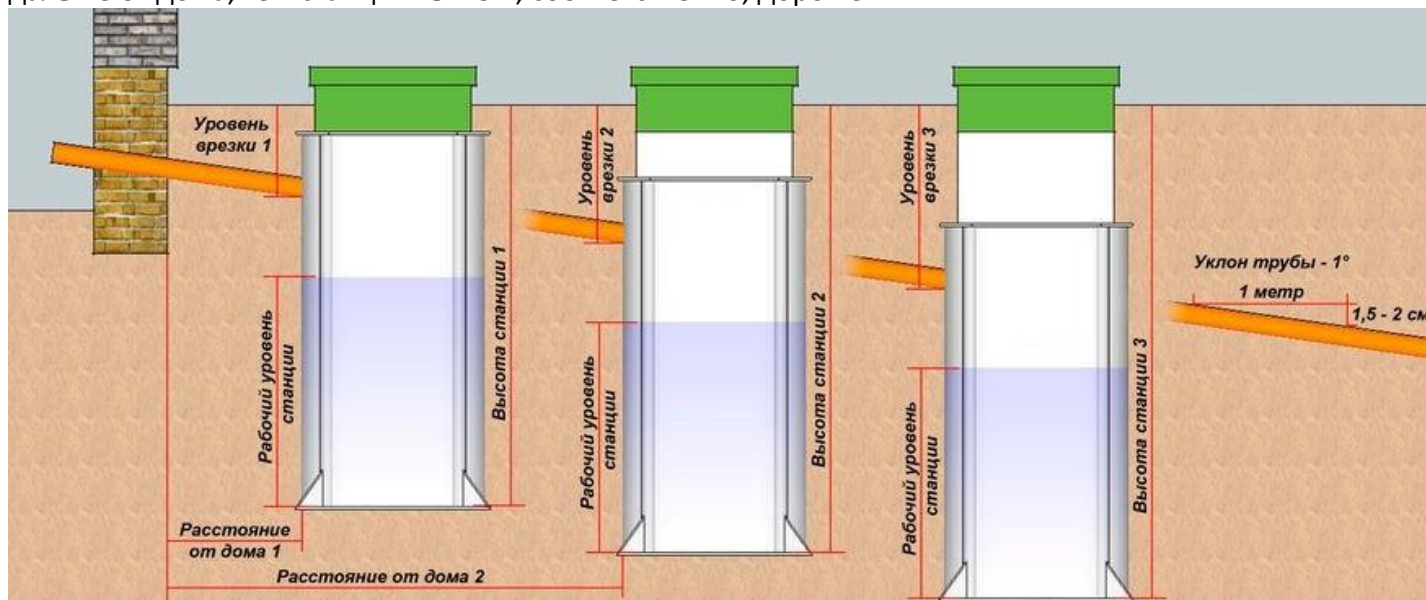 Уровень
врезки 1
Рабочий уровень
станции
Высота станции 1
Расстояние
от дома 1
Расстояние от дома 2
Уровень
врезки 2
Рабочий уровень
станции
Высота станции 2
Уровень
врезки 3
Рабочий уровень
станции
Высота станции 3
Уклон трубы - 1°
1 метр
1,5 - 2 см